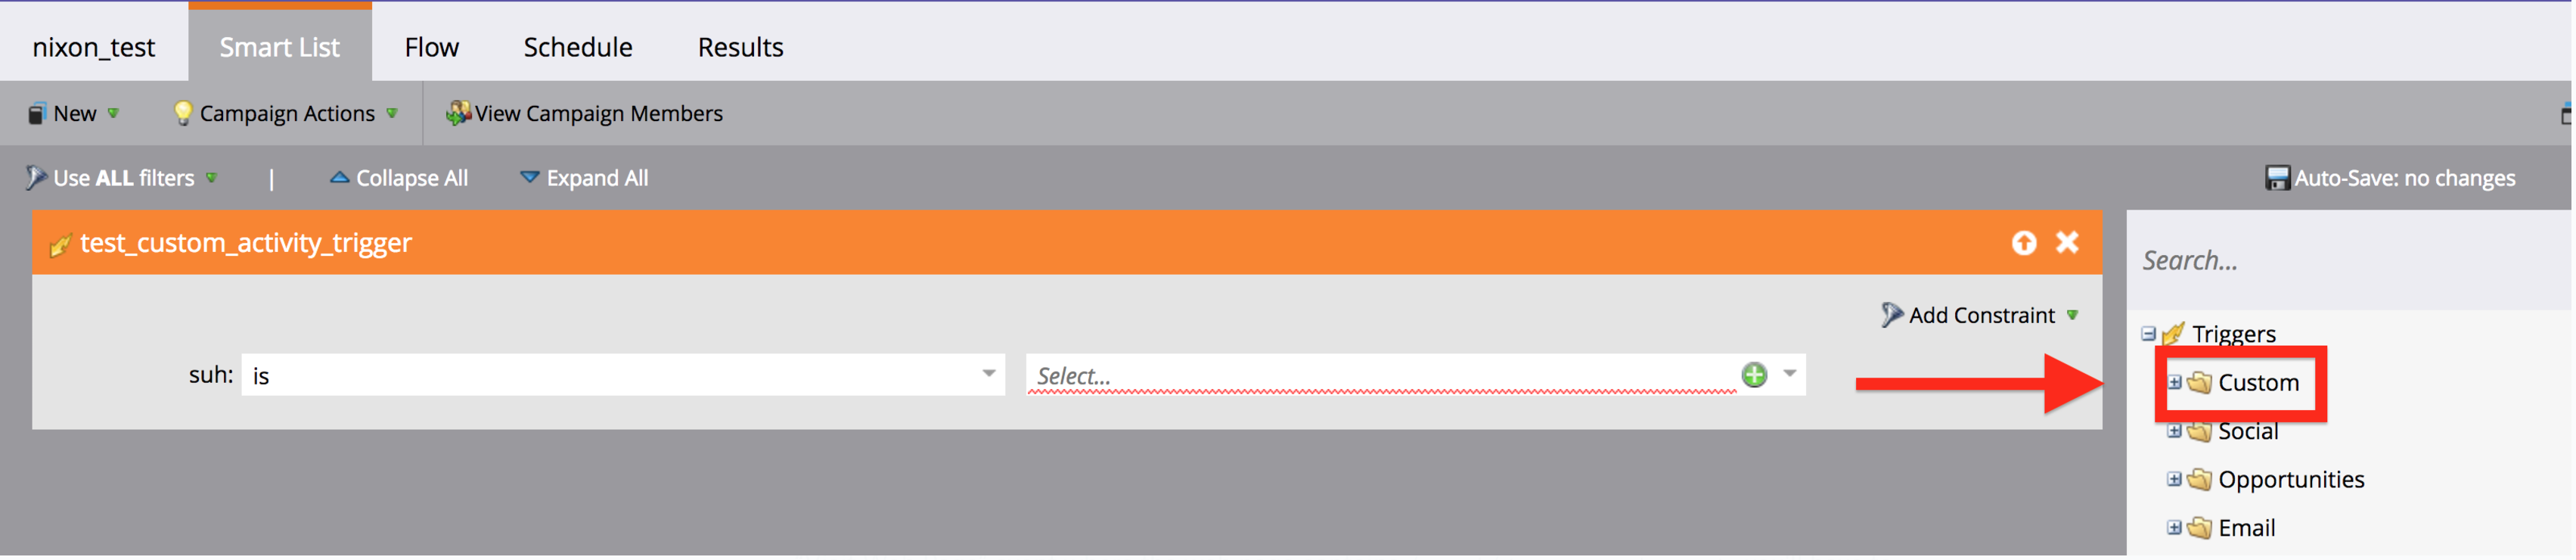 nixon_test Smart List Flow Schedule Results
New Campaign Actions View Campaign Members
Use ALL filters | Collapse All Expand All Auto-Save: no changes
test_custom_activity_trigger
Search...
Add Constraint
Triggers
suh: is Select...
Custom
Social
Opportunities
Email